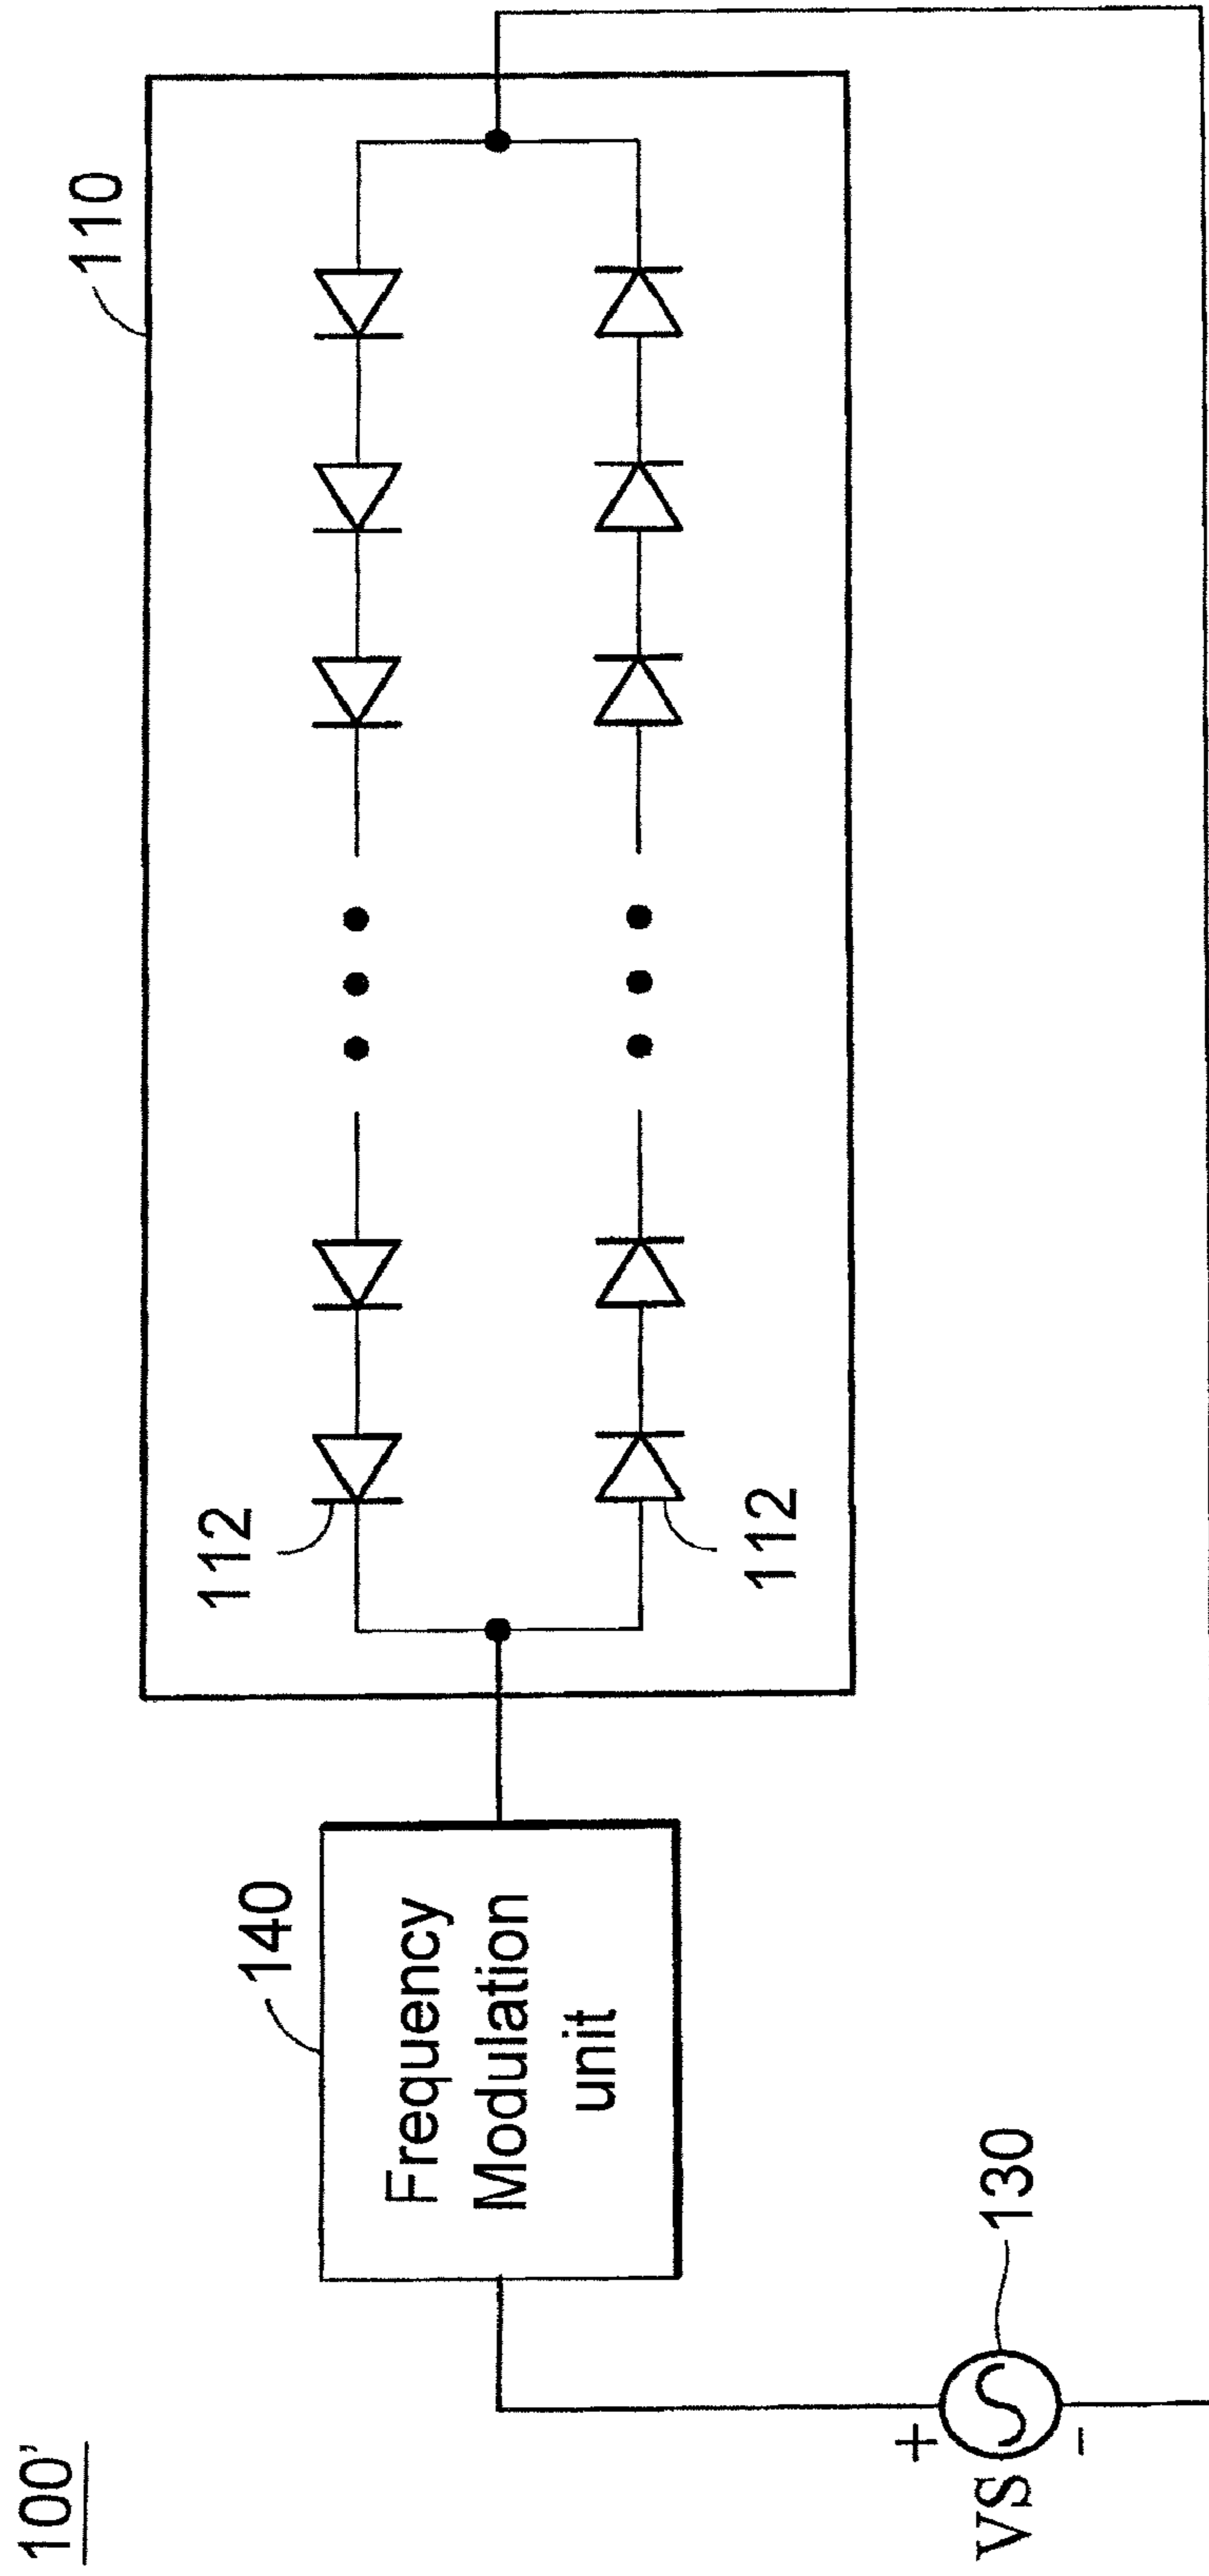 100'
110
112
112
140
Frequency
Modulation
unit
130
+
VS
-